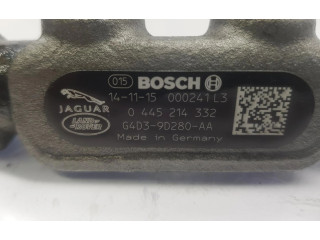 015 BOSCH
14-11-15 000241 L3
JAGUAR
0 445 214 332
LAND ROVER
G4D3-9D280-AA
Made in Germany